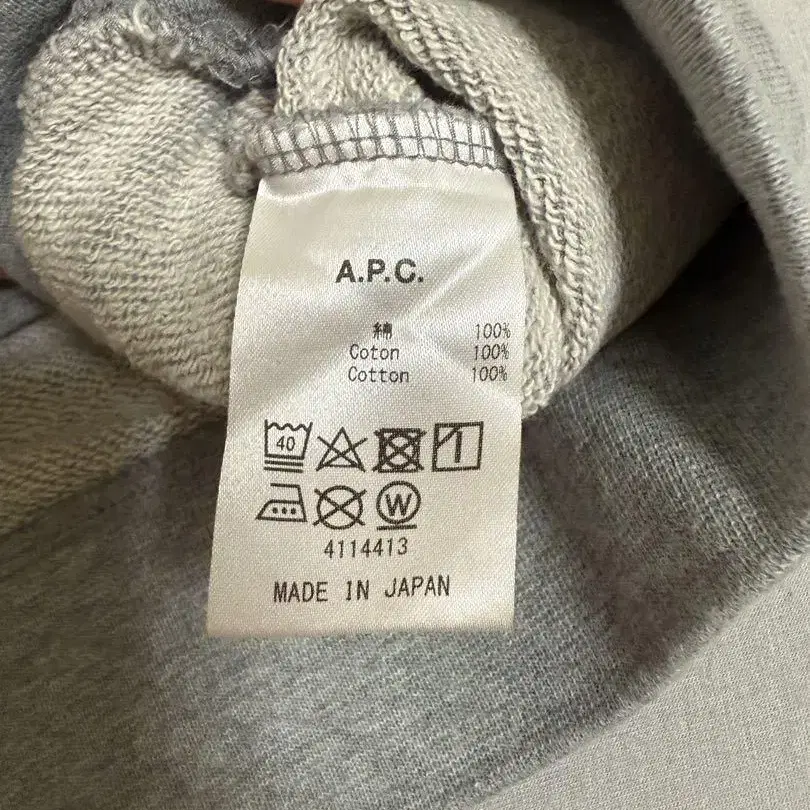 A.P.C.
綿 100%
Coton 100%
Cotton 100%
40
W
4114413
MADE IN JAPAN